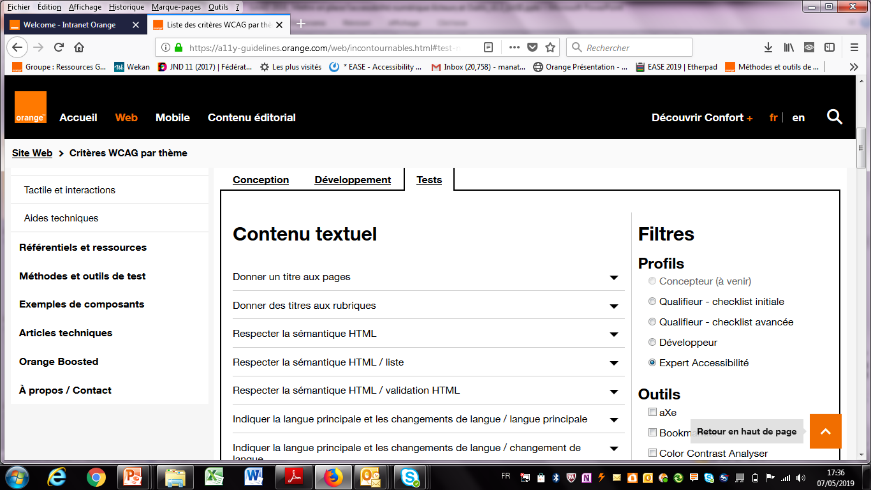 Fichier Edition Affichage Historique Marque-pages Outils ?
Welcome - Intranet Orange
Liste des critères WCAG par thè
https://a11y-guidelines.orange.com/web/incontournables.html#test-
Rechercher
Groupe : Ressources G...
Wekan
JND 11 (2017) | Fédérat...
Les plus visités
* EASE - Accessibility ...
Inbox (20,758) - manat...
Orange Présentation - ...
EASE 2019 | Etherpad
Méthodes et outils de ...
orange
Accueil
Web
Mobile
Contenu éditorial
Découvrir Confort +
fr
en
Site Web > Critères WCAG par thème
Tactile et interactions
Aides techniques
Référentiels et ressources
Méthodes et outils de test
Exemples de composants
Articles techniques
Orange Boosted
À propos / Contact
Conception
Développement
Tests
Contenu textuel
Donner un titre aux pages
Donner des titres aux rubriques
Respecter la sémantique HTML
Respecter la sémantique HTML / liste
Respecter la sémantique HTML / validation HTML
Indiquer la langue principale et les changements de langue / langue principale
Indiquer la langue principale et les changements de langue / changement de
langue
Filtres
Profils
Concepteur (à venir)
Qualifieur - checklist initiale
Qualifieur - checklist avancée
Développeur
Expert Accessibilité
Outils
aXe
Bookm
Color Contrast Analyser
Retour en haut de page
FR
17:36
07/05/2019